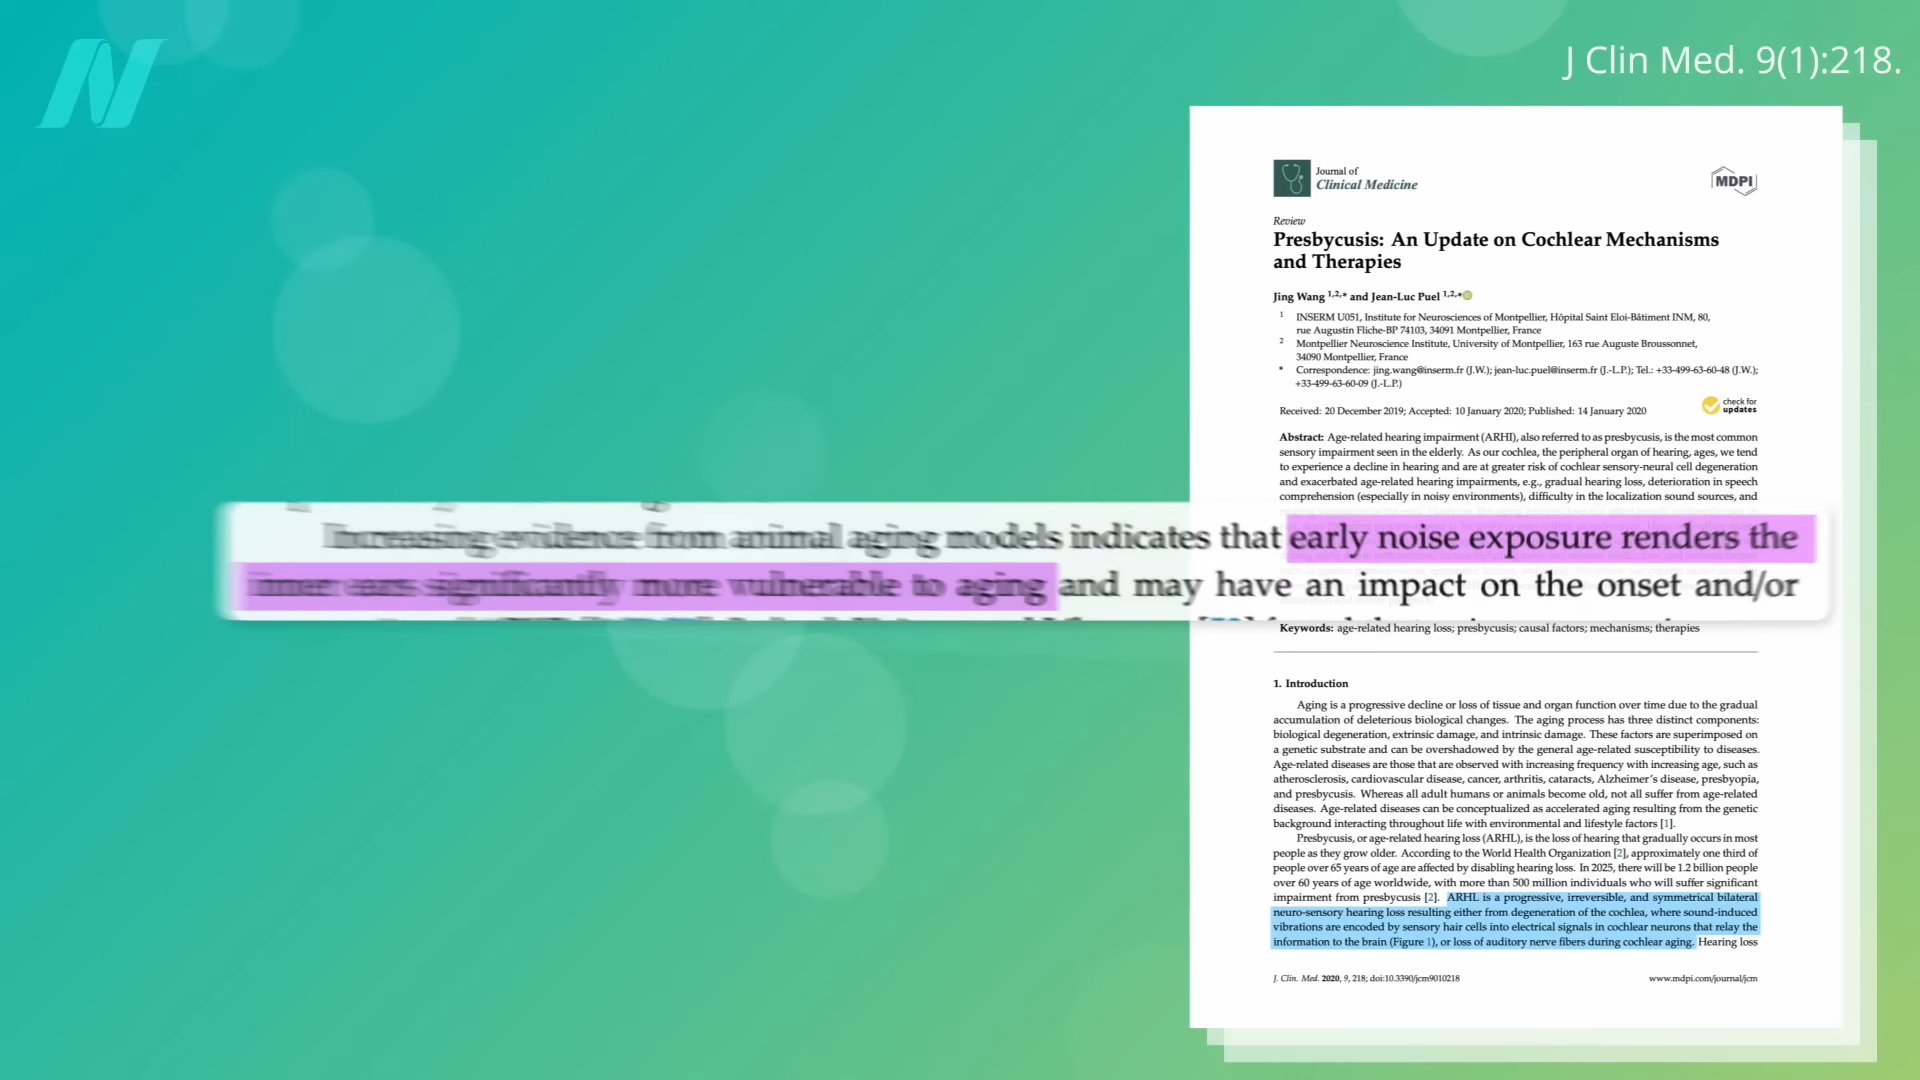 J Clin Med. 9(1):218.
Journal of
Clinical Medicine
MDPI
Review
Presbycusis: An Update on Cochlear Mechanisms
and Therapies
Jing Wang 1,2,* and Jean-Luc Puel 1,2,*
1 INSERM U051, Institute for Neurosciences of Montpellier, Hôpital Saint Eloi-Bâtiment INM, 80,
rue Augustin Fliche-BP 74103, 34091 Montpellier, France
2 Montpellier Neuroscience Institute, University of Montpellier, 163 rue Auguste Broussonnet,
34090 Montpellier, France
* Correspondence: jing.wang@inserm.fr (J.W.); jean-luc.puel@inserm.fr (J.-L.P.); Tel.: +33-499-63-60-48 (J.W.);
+33-499-63-60-09 (J.-L.P.)
Received: 20 December 2019; Accepted: 10 January 2020; Published: 14 January 2020
check for
updates
Abstract: Age-related hearing impairment (ARHI), also referred to as presbycusis, is the most common
sensory impairment seen in the elderly. As our cochlea, the peripheral organ of hearing, ages, we tend
to experience a decline in hearing and are at greater risk of cochlear sensory-neural cell degeneration
and exacerbated age-related hearing impairments, e.g., gradual hearing loss, deterioration in speech
comprehension (especially in noisy environments), difficulty in the localization sound sources, and
Increasing evidence from animal aging models indicates that early noise exposure renders the
inner ears significantly more vulnerable to aging and may have an impact on the onset and/or
Keywords: age-related hearing loss; presbycusis; causal factors; mechanisms; therapies
1. Introduction
Aging is a progressive decline or loss of tissue and organ function over time due to the gradual
accumulation of deleterious biological changes. The aging process has three distinct components:
biological degeneration, extrinsic damage, and intrinsic damage. These factors are superimposed on
a genetic substrate and can be overshadowed by the general age-related susceptibility to diseases.
Age-related diseases are those that are observed with increasing frequency with increasing age, such as
atherosclerosis, cardiovascular disease, cancer, arthritis, cataracts, Alzheimer's disease, presbyopia,
and presbycusis. Whereas all adult humans or animals become old, not all suffer from age-related
diseases. Age-related diseases can be conceptualized as accelerated aging resulting from the genetic
background interacting throughout life with environmental and lifestyle factors [1].
Presbycusis, or age-related hearing loss (ARHL), is the loss of hearing that gradually occurs in most
people as they grow older. According to the World Health Organization [2], approximately one third of
people over 65 years of age are affected by disabling hearing loss. In 2025, there will be 1.2 billion people
over 60 years of age worldwide, with more than 500 million individuals who will suffer significant
impairment from presbycusis [2]. ARHL is a progressive, irreversible, and symmetrical bilateral
neuro-sensory hearing loss resulting either from degeneration of the cochlea, where sound-induced
vibrations are encoded by sensory hair cells into electrical signals in cochlear neurons that relay the
information to the brain (Figure 1), or loss of auditory nerve fibers during cochlear aging. Hearing loss
J. Clin. Med. 2020, 9, 218; doi:10.3390/jcm9010218
www.mdpi.com/journal/jcm